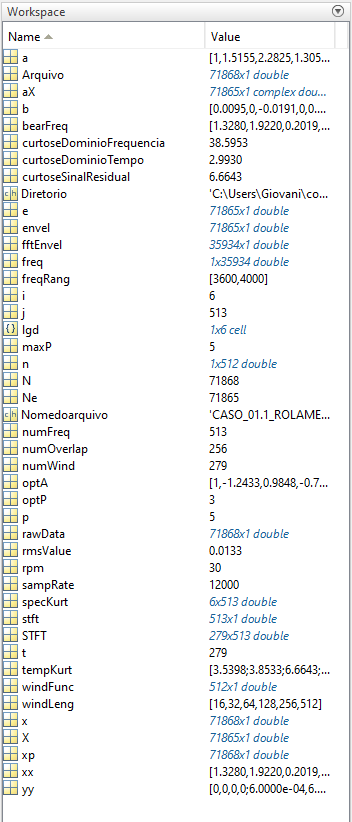 Workspace
Name Value
a [1,1.5155,2.2825,1.305...
Arquivo 71868x1 double
aX 71865x1 complex dou...
b [0.0095,0,-0.0191,0,0....
bearFreq [1.3280,1.9220,0.2019,...
curtoseDominioFrequencia 38.5953
curtoseDominioTempo 2.9930
curtoseSinalResidual 6.6643
Diretorio 'C:\Users\Giovani\co...
e 71865x1 double
envel 71865x1 double
fftEnvel 35934x1 double
freq 1x35934 double
freqRang [3600,4000]
i 6
j 513
lgd 1x6 cell
maxP 5
n 1x512 double
N 71868
Ne 71865
Nomedoarquivo 'CASO_01.1_ROLAME...
numFreq 513
numOverlap 256
numWind 279
optA [1,-1.2433,0.9848,-0.7...
optP 3
p 5
rawData 71868x1 double
rmsValue 0.0133
rpm 30
sampRate 12000
specKurt 6x513 double
stft 513x1 double
STFT 279x513 double
t 279
tempKurt [3.5398;3.8533;6.6643;...
windFunc 512x1 double
windLeng [16,32,64,128,256,512]
x 71868x1 double
X 71865x1 double
xp 71868x1 double
xx [1.3280,1.9220,0.2019,...
yy [0,0,0,0;6.0000e-04,6....